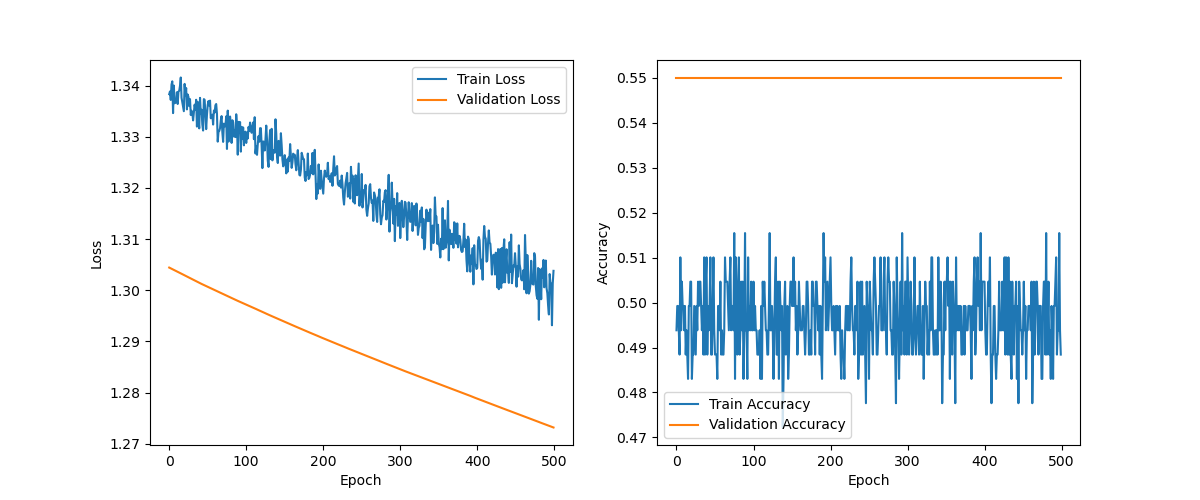 Train Loss
Validation Loss
1.34
1.33
1.32
1.31
1.30
1.29
1.28
1.27
Loss
0 100 200 300 400 500
Epoch
0.55
0.54
0.53
0.52
0.51
0.50
0.49
0.48
0.47
Accuracy
Train Accuracy
Validation Accuracy
0 100 200 300 400 500
Epoch